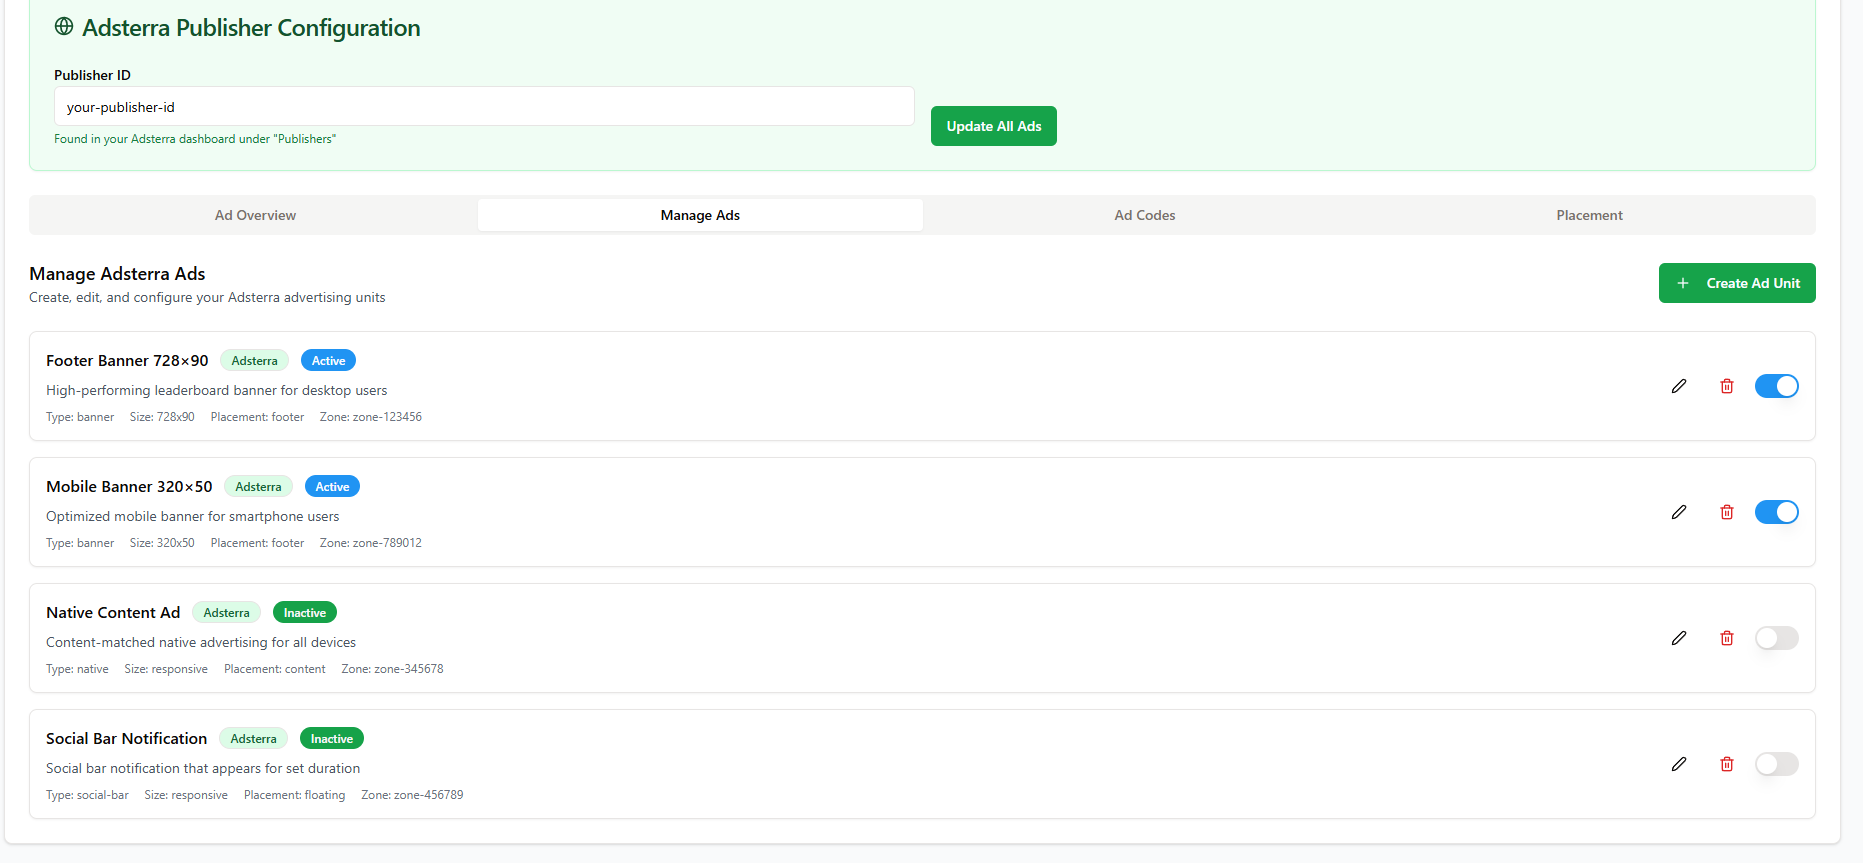 Adsterra Publisher Configuration
Publisher ID
your-publisher-id
Found in your Adsterra dashboard under "Publishers"
Update All Ads
Ad Overview
Manage Ads
Ad Codes
Placement
Manage Adsterra Ads
Create, edit, and configure your Adsterra advertising units
Create Ad Unit
Footer Banner 728×90 Adsterra Active
High-performing leaderboard banner for desktop users
Type: banner Size: 728x90 Placement: footer Zone: zone-123456
Mobile Banner 320×50 Adsterra Active
Optimized mobile banner for smartphone users
Type: banner Size: 320x50 Placement: footer Zone: zone-789012
Native Content Ad Adsterra Inactive
Content-matched native advertising for all devices
Type: native Size: responsive Placement: content Zone: zone-345678
Social Bar Notification Adsterra Inactive
Social bar notification that appears for set duration
Type: social-bar Size: responsive Placement: floating Zone: zone-456789